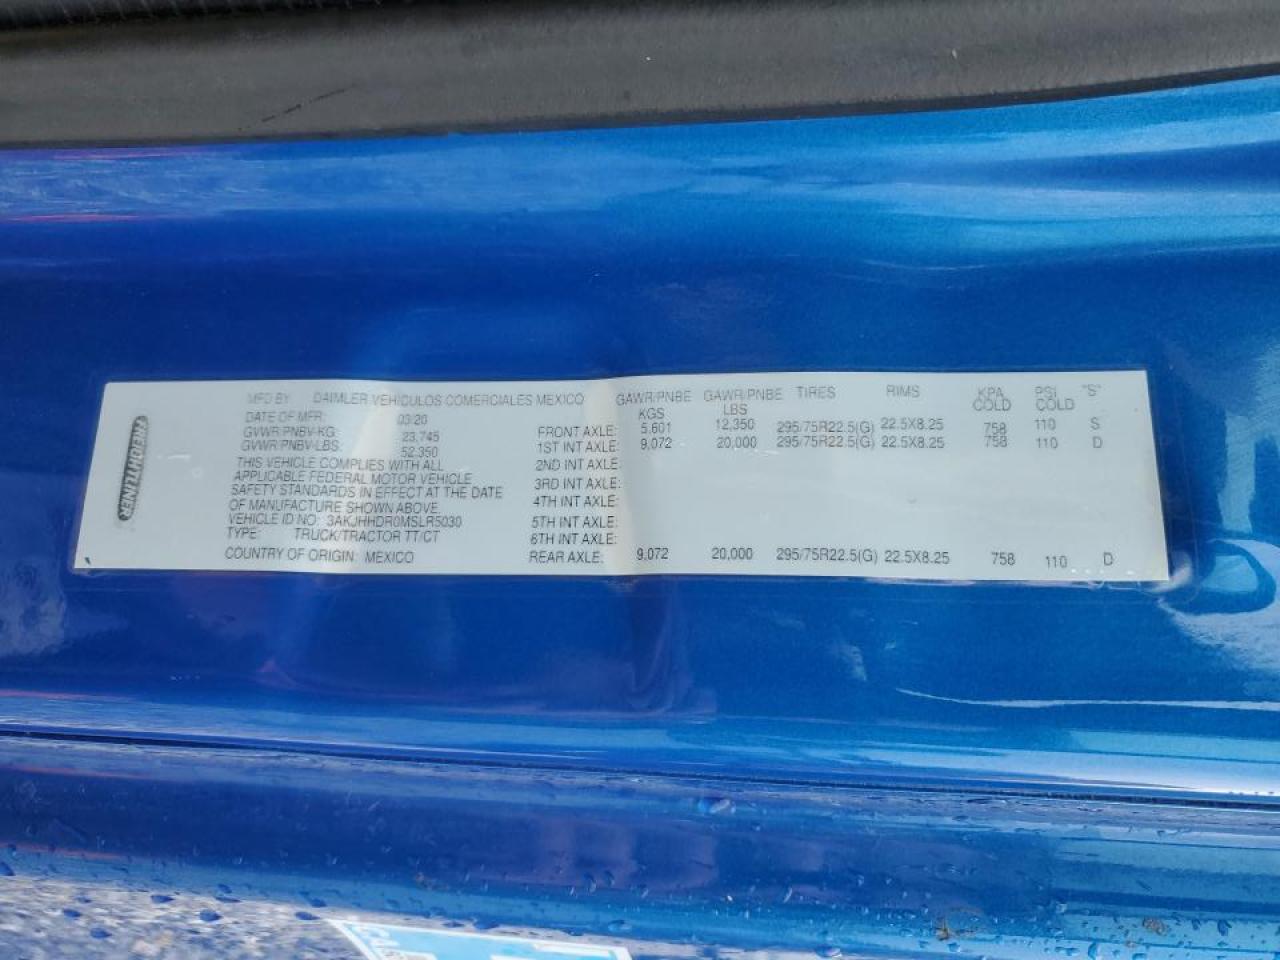 FREIGHTLINER
MFD BY DAIMLER VEHICULOS COMERCIALES MEXICO
DATE OF MFR: 03/20
GVWR:PNBV-KG: 23,745
GVWR:PNBV-LBS: 52,350
THIS VEHICLE COMPLIES WITH ALL
APPLICABLE FEDERAL MOTOR VEHICLE
SAFETY STANDARDS IN EFFECT AT THE DATE
OF MANUFACTURE SHOWN ABOVE.
VEHICLE ID NO: 3AKJHHDR0MSLR5030
TYPE: TRUCK/TRACTOR TT/CT
COUNTRY OF ORIGIN: MEXICO
GAWR/PNBE GAWR/PNBE TIRES RIMS KPA PSI "S"
KGS LBS COLD COLD
FRONT AXLE: 5,601 12,350 295/75R22.5(G) 22.5X8.25 758 110 S
1ST INT AXLE: 9,072 20,000 295/75R22.5(G) 22.5X8.25 758 110 D
2ND INT AXLE:
3RD INT AXLE:
4TH INT AXLE:
5TH INT AXLE:
6TH INT AXLE:
REAR AXLE: 9,072 20,000 295/75R22.5(G) 22.5X8.25 758 110 D